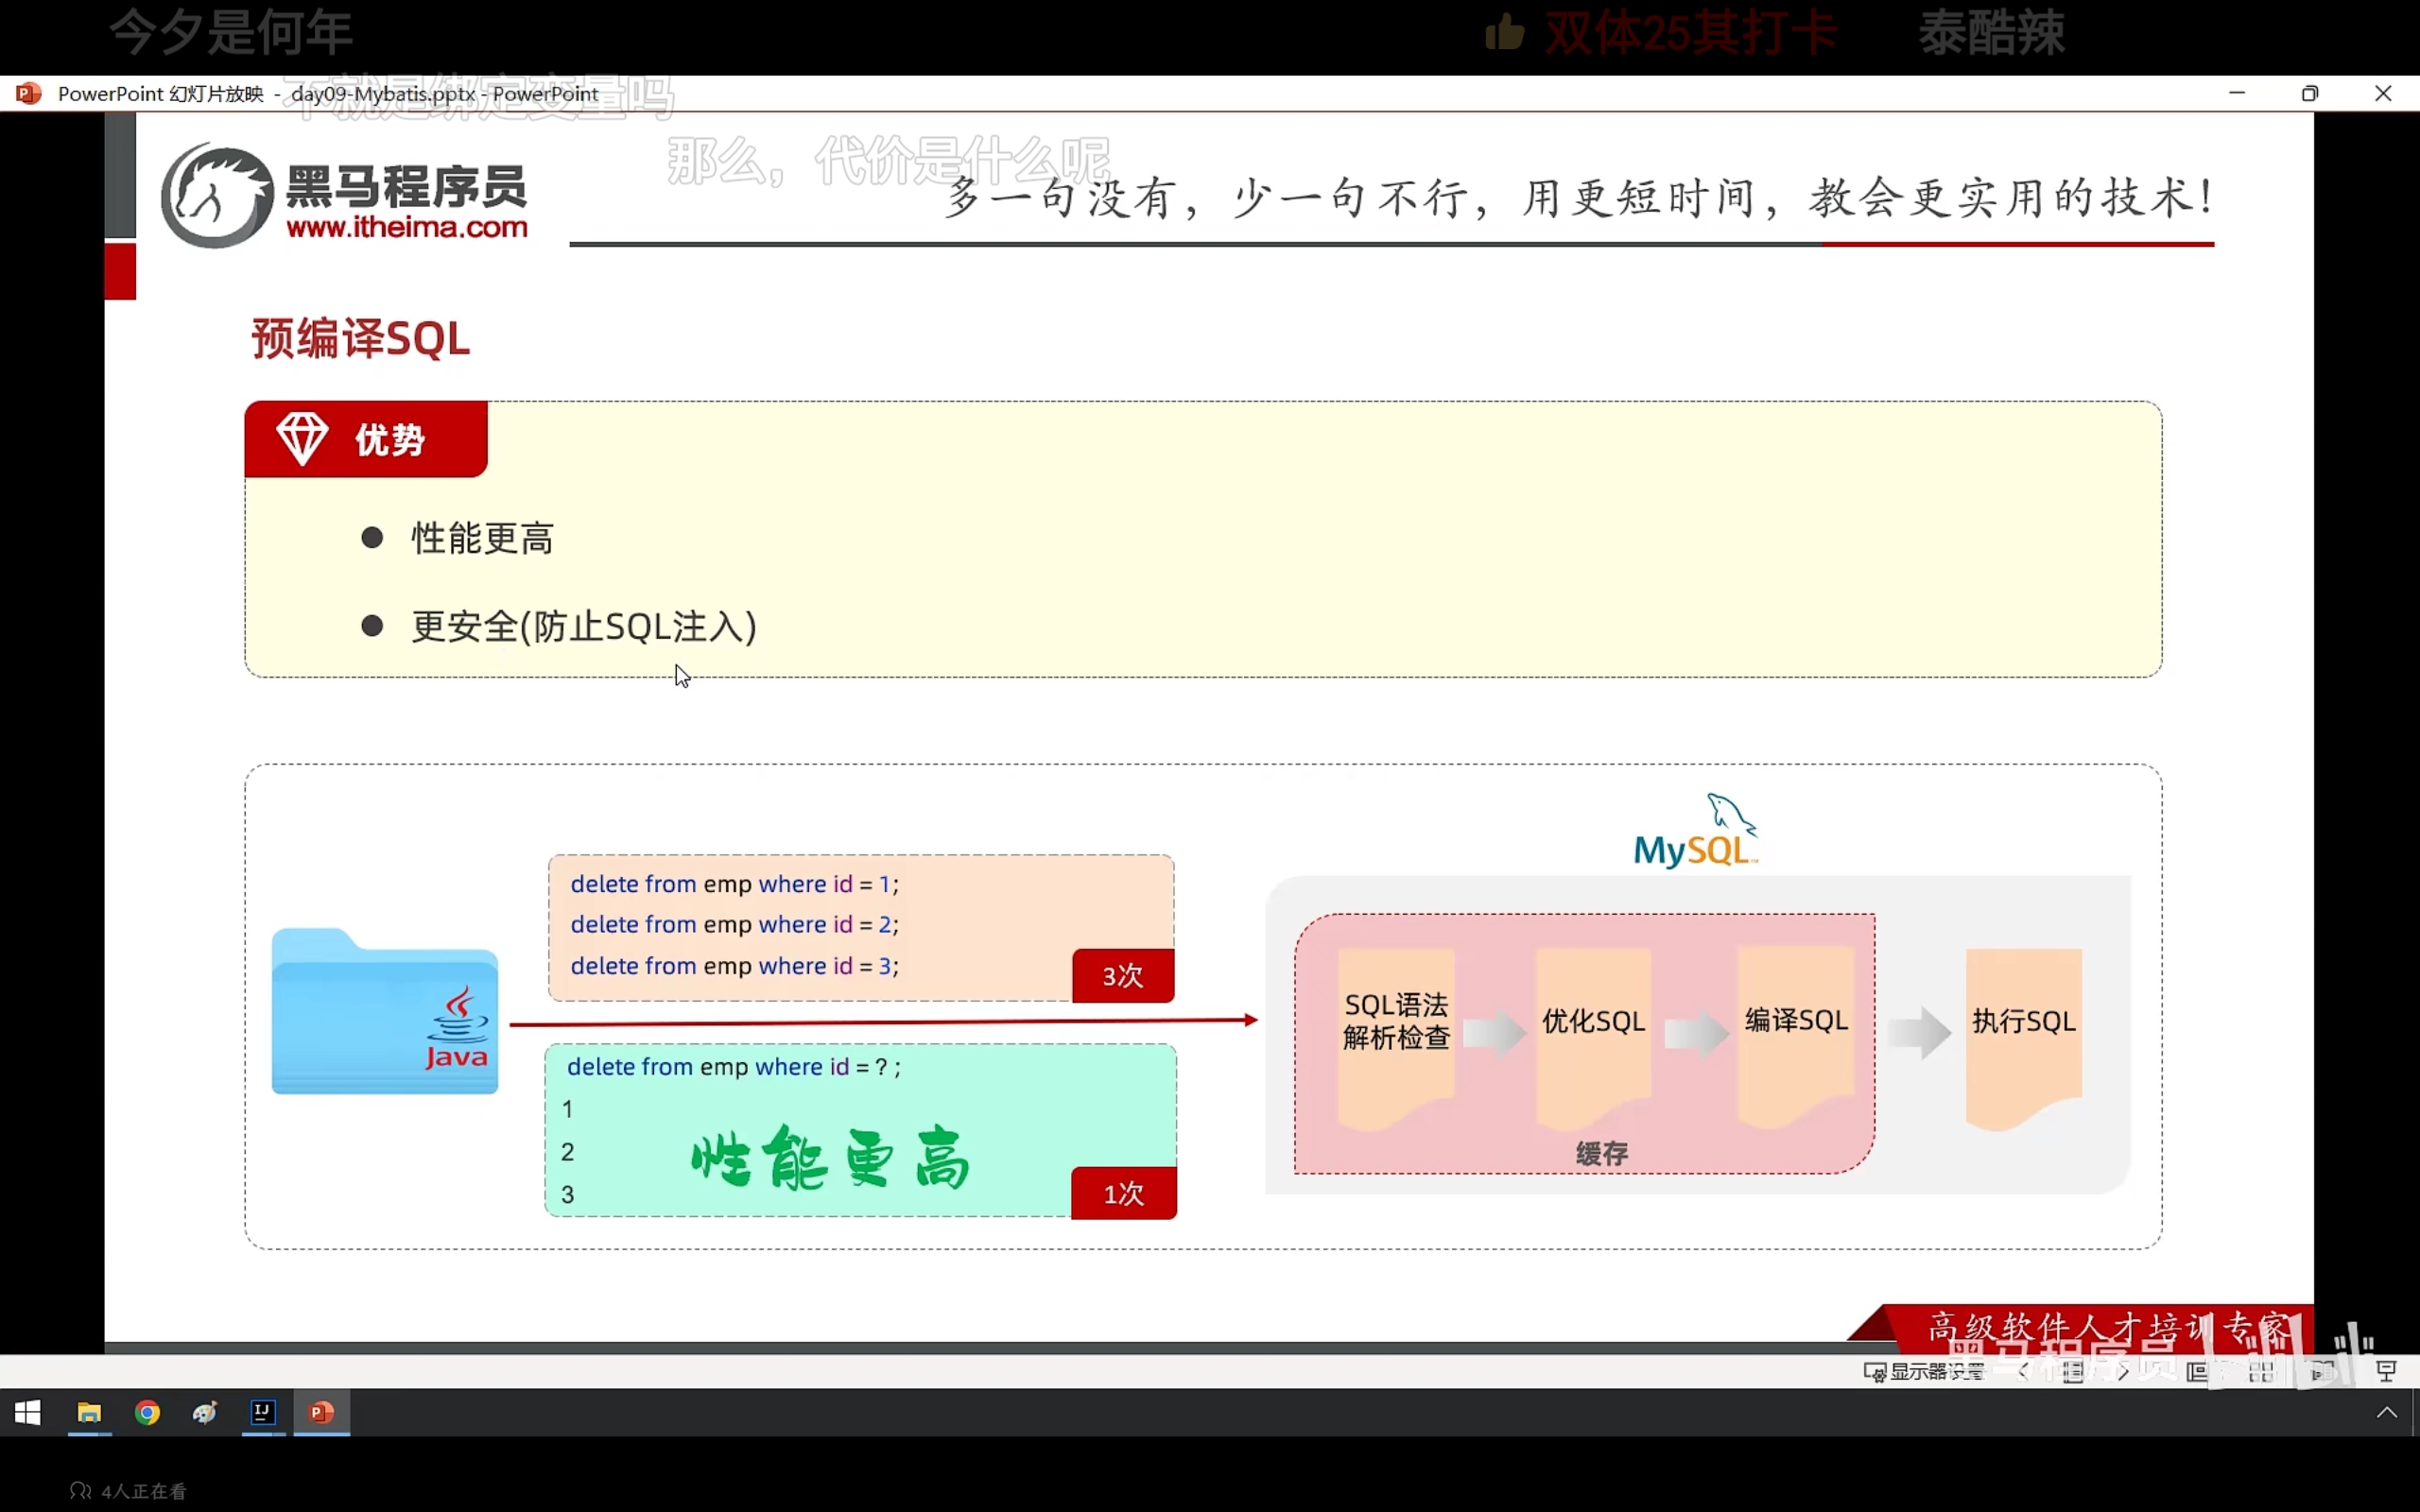 今夕是何年
双体25其打卡
泰酷辣
PowerPoint 幻灯片放映 - day09-Mybatis.pptx - PowerPoint
不就是绑定变量吗
那么，代价是什么呢
黑马程序员
www.itheima.com
多一句没有，少一句不行，用更短时间，教会更实用的技术！
预编译SQL
优势
性能更高
更安全(防止SQL注入)
MySQL
delete from emp where id = 1;
delete from emp where id = 2;
delete from emp where id = 3;
3次
Java
delete from emp where id = ? ;
1
2
3
性能更高
1次
SQL语法
解析检查
优化SQL
编译SQL
执行SQL
缓存
高级软件人才培训专家
黑马程序员
显示器设置
4人正在看